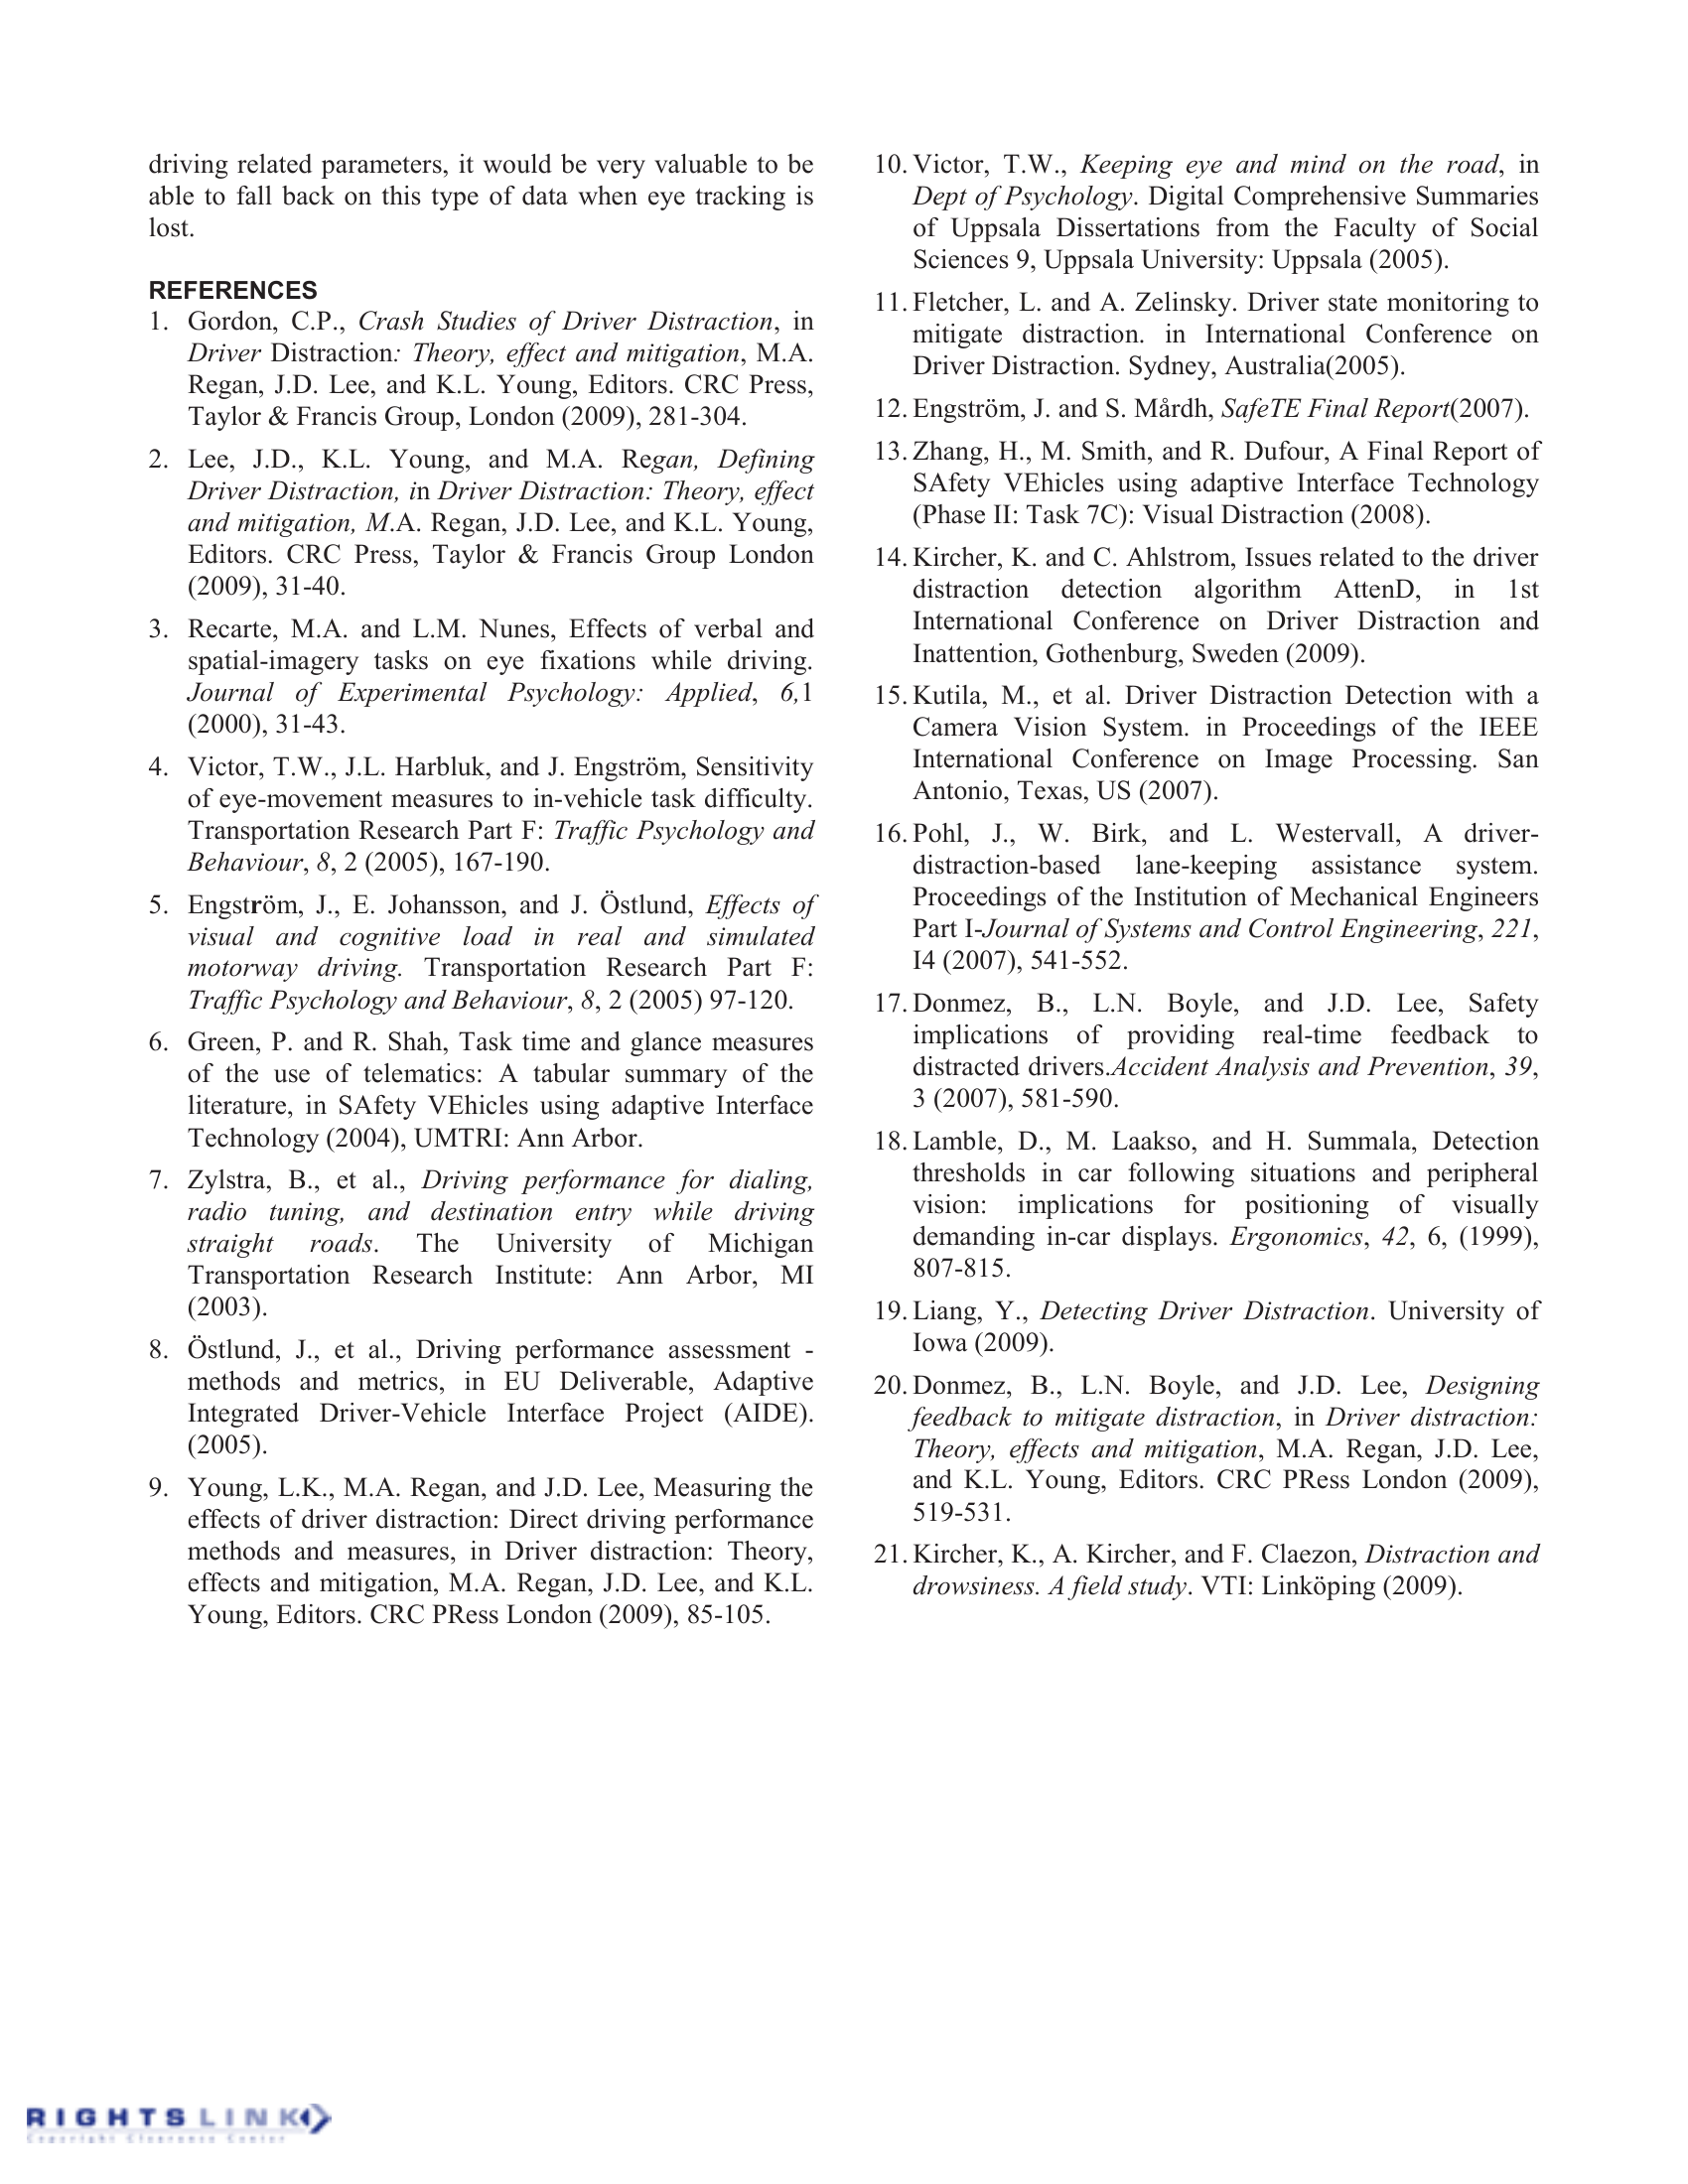 driving related parameters, it would be very valuable to be
able to fall back on this type of data when eye tracking is
lost.
REFERENCES
1. Gordon, C.P., Crash Studies of Driver Distraction, in
Driver Distraction: Theory, effect and mitigation, M.A.
Regan, J.D. Lee, and K.L. Young, Editors. CRC Press,
Taylor & Francis Group, London (2009), 281-304.
2. Lee, J.D., K.L. Young, and M.A. Regan, Defining
Driver Distraction, in Driver Distraction: Theory, effect
and mitigation, M.A. Regan, J.D. Lee, and K.L. Young,
Editors. CRC Press, Taylor & Francis Group London
(2009), 31-40.
3. Recarte, M.A. and L.M. Nunes, Effects of verbal and
spatial-imagery tasks on eye fixations while driving.
Journal of Experimental Psychology: Applied, 6,1
(2000), 31-43.
4. Victor, T.W., J.L. Harbluk, and J. Engström, Sensitivity
of eye-movement measures to in-vehicle task difficulty.
Transportation Research Part F: Traffic Psychology and
Behaviour, 8, 2 (2005), 167-190.
5. Engström, J., E. Johansson, and J. Östlund, Effects of
visual and cognitive load in real and simulated
motorway driving. Transportation Research Part F:
Traffic Psychology and Behaviour, 8, 2 (2005) 97-120.
6. Green, P. and R. Shah, Task time and glance measures
of the use of telematics: A tabular summary of the
literature, in SAfety VEhicles using adaptive Interface
Technology (2004), UMTRI: Ann Arbor.
7. Zylstra, B., et al., Driving performance for dialing,
radio tuning, and destination entry while driving
straight roads. The University of Michigan
Transportation Research Institute: Ann Arbor, MI
(2003).
8. Östlund, J., et al., Driving performance assessment -
methods and metrics, in EU Deliverable, Adaptive
Integrated Driver-Vehicle Interface Project (AIDE).
(2005).
9. Young, L.K., M.A. Regan, and J.D. Lee, Measuring the
effects of driver distraction: Direct driving performance
methods and measures, in Driver distraction: Theory,
effects and mitigation, M.A. Regan, J.D. Lee, and K.L.
Young, Editors. CRC PRess London (2009), 85-105.
10. Victor, T.W., Keeping eye and mind on the road, in
Dept of Psychology. Digital Comprehensive Summaries
of Uppsala Dissertations from the Faculty of Social
Sciences 9, Uppsala University: Uppsala (2005).
11. Fletcher, L. and A. Zelinsky. Driver state monitoring to
mitigate distraction. in International Conference on
Driver Distraction. Sydney, Australia(2005).
12. Engström, J. and S. Mårdh, SafeTE Final Report(2007).
13. Zhang, H., M. Smith, and R. Dufour, A Final Report of
SAfety VEhicles using adaptive Interface Technology
(Phase II: Task 7C): Visual Distraction (2008).
14. Kircher, K. and C. Ahlstrom, Issues related to the driver
distraction detection algorithm AttenD, in 1st
International Conference on Driver Distraction and
Inattention, Gothenburg, Sweden (2009).
15. Kutila, M., et al. Driver Distraction Detection with a
Camera Vision System. in Proceedings of the IEEE
International Conference on Image Processing. San
Antonio, Texas, US (2007).
16. Pohl, J., W. Birk, and L. Westervall, A driver-
distraction-based lane-keeping assistance system.
Proceedings of the Institution of Mechanical Engineers
Part I-Journal of Systems and Control Engineering, 221,
I4 (2007), 541-552.
17. Donmez, B., L.N. Boyle, and J.D. Lee, Safety
implications of providing real-time feedback to
distracted drivers.Accident Analysis and Prevention, 39,
3 (2007), 581-590.
18. Lamble, D., M. Laakso, and H. Summala, Detection
thresholds in car following situations and peripheral
vision: implications for positioning of visually
demanding in-car displays. Ergonomics, 42, 6, (1999),
807-815.
19. Liang, Y., Detecting Driver Distraction. University of
Iowa (2009).
20. Donmez, B., L.N. Boyle, and J.D. Lee, Designing
feedback to mitigate distraction, in Driver distraction:
Theory, effects and mitigation, M.A. Regan, J.D. Lee,
and K.L. Young, Editors. CRC PRess London (2009),
519-531.
21. Kircher, K., A. Kircher, and F. Claezon, Distraction and
drowsiness. A field study. VTI: Linköping (2009).
RIGHTSLINK
Copyright Clearance Center